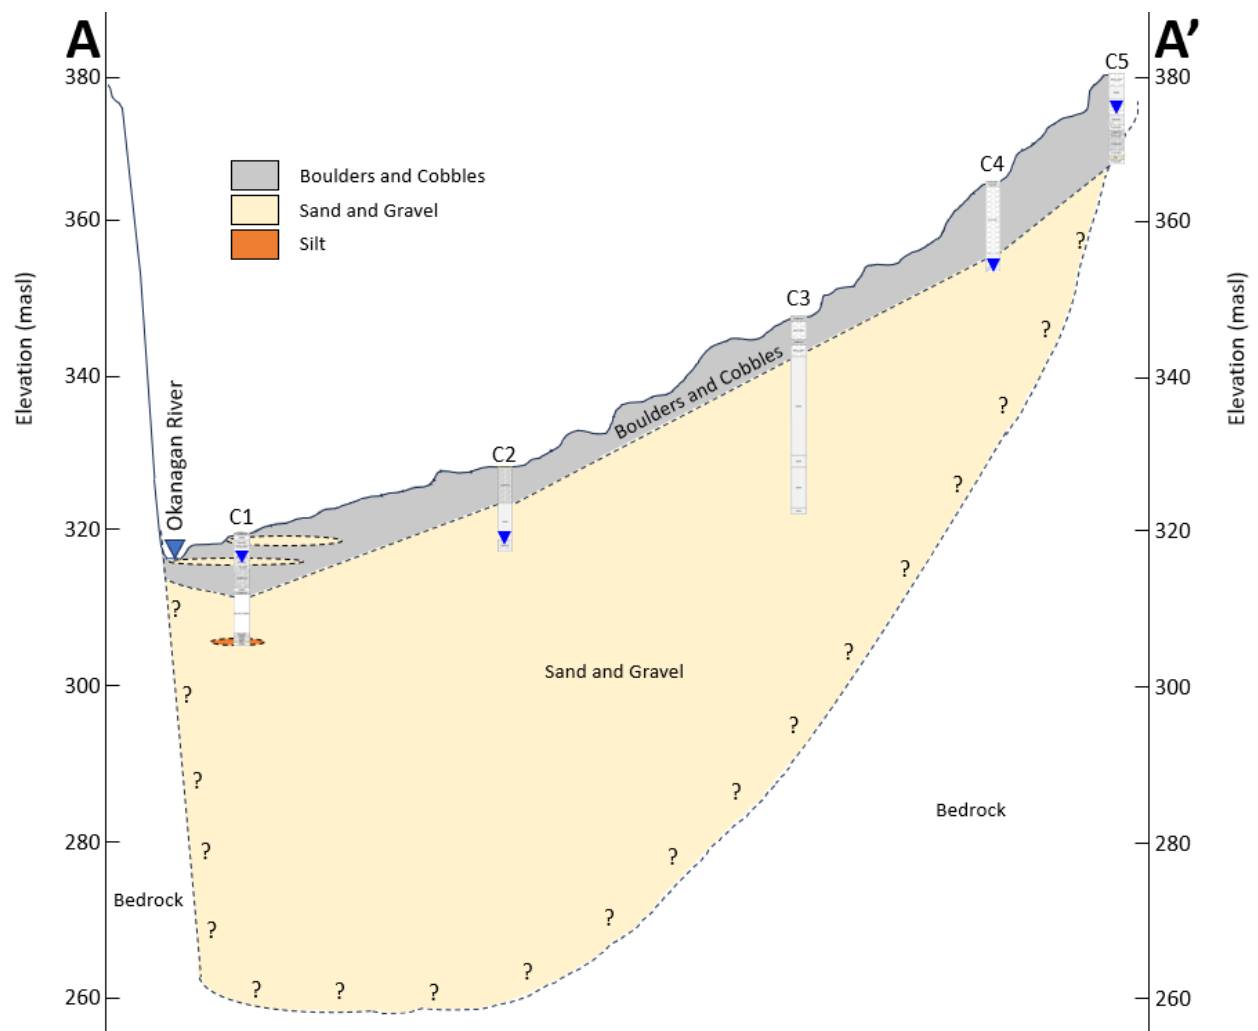 A
A’
C5
380
380
C4
Boulders and Cobbles
Sand and Gravel
Silt
360
360
?
Elevation (masl)
Elevation (masl)
C3
?
340
340
Boulders and Cobbles
Okanagan River
?
C2
?
C1
320
320
?
?
?
Sand and Gravel
300
300
?
?
?
?
Bedrock
280
280
?
?
Bedrock
?
?
?
?
?
?
260
260